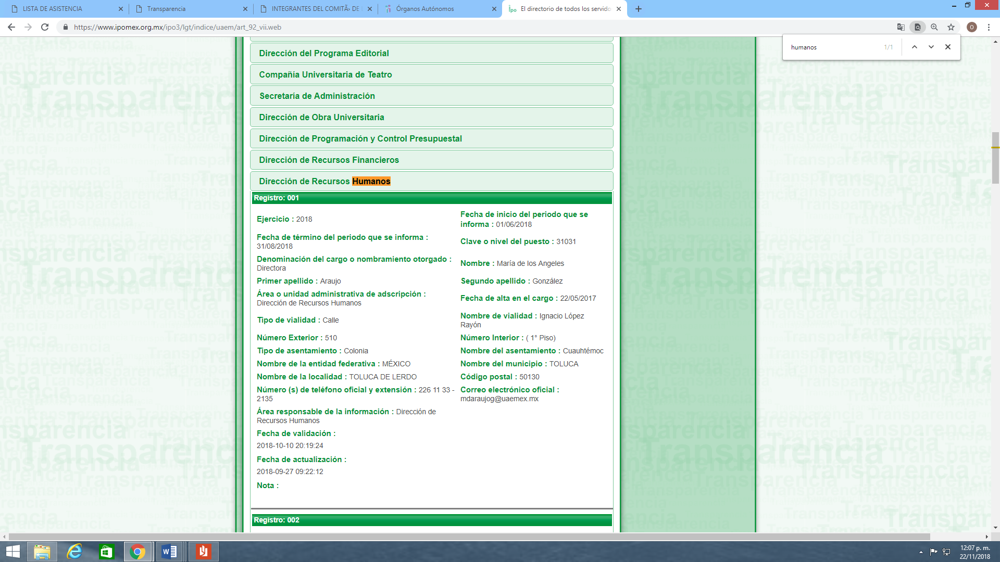 LISTA DE ASISTENCIA
Transparencia
INTEGRANTES DEL COMITÃ› DE
Órganos Autónomos
ipo El directorio de todos los servido
https://www.ipomex.org.mx/ipo3/lgt/indice/uaem/art_92_vii.web
O
humanos 1/1
Dirección del Programa Editorial
Compañía Universitaria de Teatro
Secretaría de Administración
Dirección de Obra Universitaria
Dirección de Programación y Control Presupuestal
Dirección de Recursos Financieros
Dirección de Recursos Humanos
Registro: 001
Ejercicio : 2018
Fecha de inicio del periodo que se
informa : 01/06/2018
Fecha de término del periodo que se informa :
31/08/2018
Clave o nivel del puesto : 31031
Denominación del cargo o nombramiento otorgado :
Directora
Nombre : María de los Angeles
Primer apellido : Araujo
Segundo apellido : González
Área o unidad administrativa de adscripción :
Dirección de Recursos Humanos
Fecha de alta en el cargo : 22/05/2017
Tipo de vialidad : Calle
Nombre de vialidad : Ignacio López
Rayón
Número Exterior : 510
Número Interior : ( 1° Piso)
Tipo de asentamiento : Colonia
Nombre del asentamiento : Cuauhtémoc
Nombre de la entidad federativa : MÉXICO
Nombre del municipio : TOLUCA
Nombre de la localidad : TOLUCA DE LERDO
Código postal : 50130
Número (s) de teléfono oficial y extensión : 226 11 33 -
2135
Correo electrónico oficial :
mdaraujog@uaemex.mx
Área responsable de la información : Dirección de
Recursos Humanos
Fecha de validación :
2018-10-10 20:19:24
Fecha de actualización :
2018-09-27 09:22:12
Nota :
Registro: 002
12:07 p. m.
22/11/2018